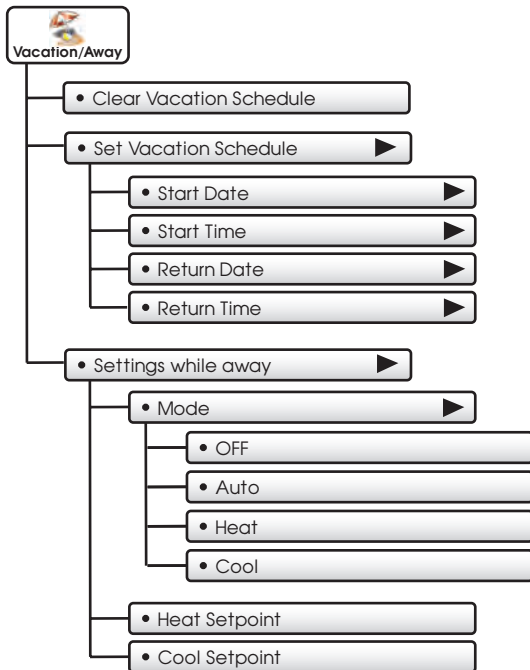 Vacation/Away
• Clear Vacation Schedule
• Set Vacation Schedule
• Start Date
• Start Time
• Return Date
• Return Time
• Settings while away
• Mode
• OFF
• Auto
• Heat
• Cool
• Heat Setpoint
• Cool Setpoint